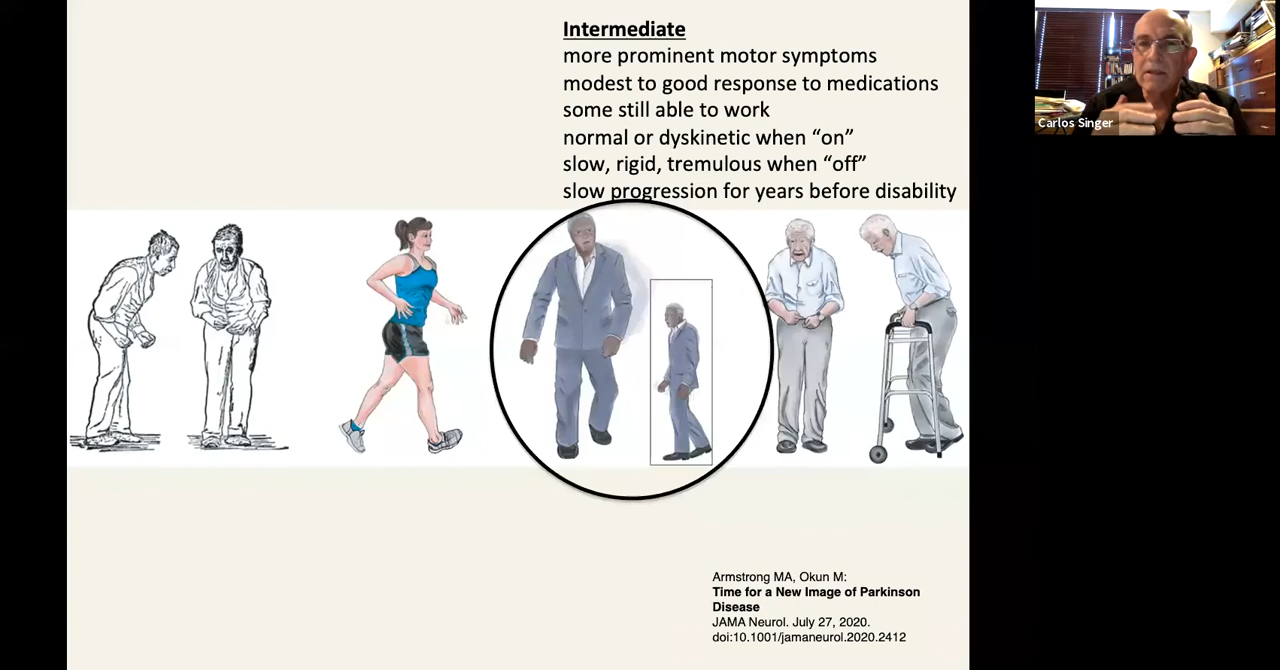 Intermediate
more prominent motor symptoms
modest to good response to medications
some still able to work
normal or dyskinetic when “on”
slow, rigid, tremulous when “off”
slow progression for years before disability
Carlos Singer
Armstrong MA, Okun M:
Time for a New Image of Parkinson
Disease
JAMA Neurol. July 27, 2020.
doi:10.1001/jamaneurol.2020.2412